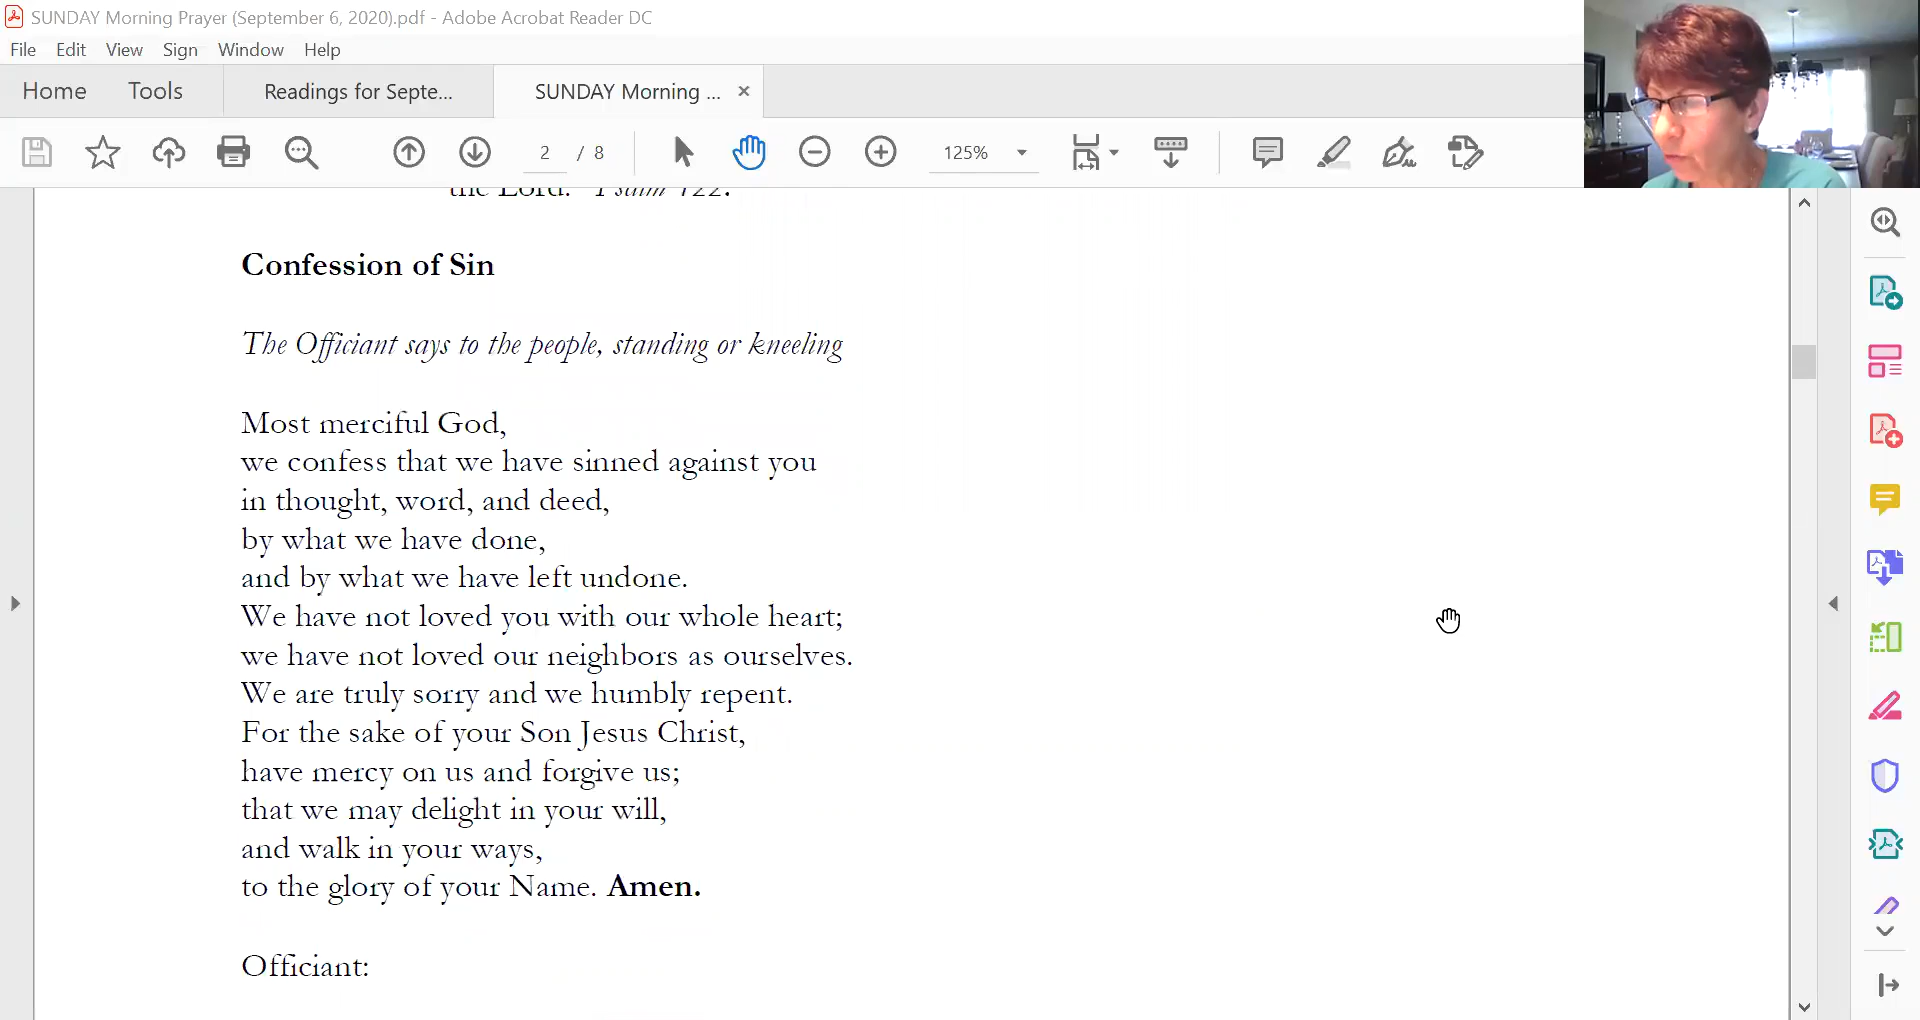 SUNDAY Morning Prayer (September 6, 2020).pdf - Adobe Acrobat Reader DC
File Edit View Sign Window Help
Home Tools Readings for Septe... SUNDAY Morning ... ×
2 / 8 125%
the Lord. Psalm 122.
Confession of Sin
The Officiant says to the people, standing or kneeling
Most merciful God,
we confess that we have sinned against you
in thought, word, and deed,
by what we have done,
and by what we have left undone.
We have not loved you with our whole heart;
we have not loved our neighbors as ourselves.
We are truly sorry and we humbly repent.
For the sake of your Son Jesus Christ,
have mercy on us and forgive us;
that we may delight in your will,
and walk in your ways,
to the glory of your Name. Amen.
Officiant: